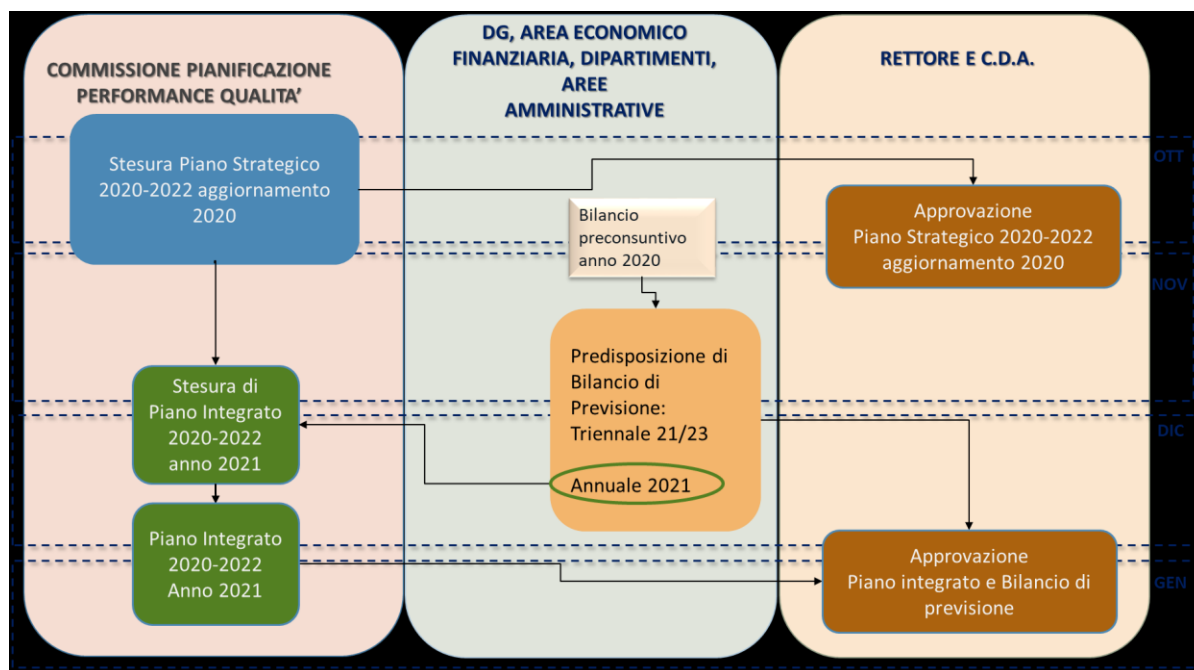 COMMISSIONE PIANIFICAZIONE
PERFORMANCE QUALITA’
DG, AREA ECONOMICO
FINANZIARIA, DIPARTIMENTI,
AREE
AMMINISTRATIVE
RETTORE E C.D.A.
Stesura Piano Strategico
2020-2022 aggiornamento
2020
Bilancio
preconsuntivo
anno 2020
Approvazione
Piano Strategico 2020-2022
aggiornamento 2020
OTT
NOV
Stesura di
Piano Integrato
2020-2022
anno 2021
Predisposizione di
Bilancio di
Previsione:
Triennale 21/23
Annuale 2021
DIC
Piano Integrato
2020-2022
Anno 2021
Approvazione
Piano integrato e Bilancio di
previsione
GEN